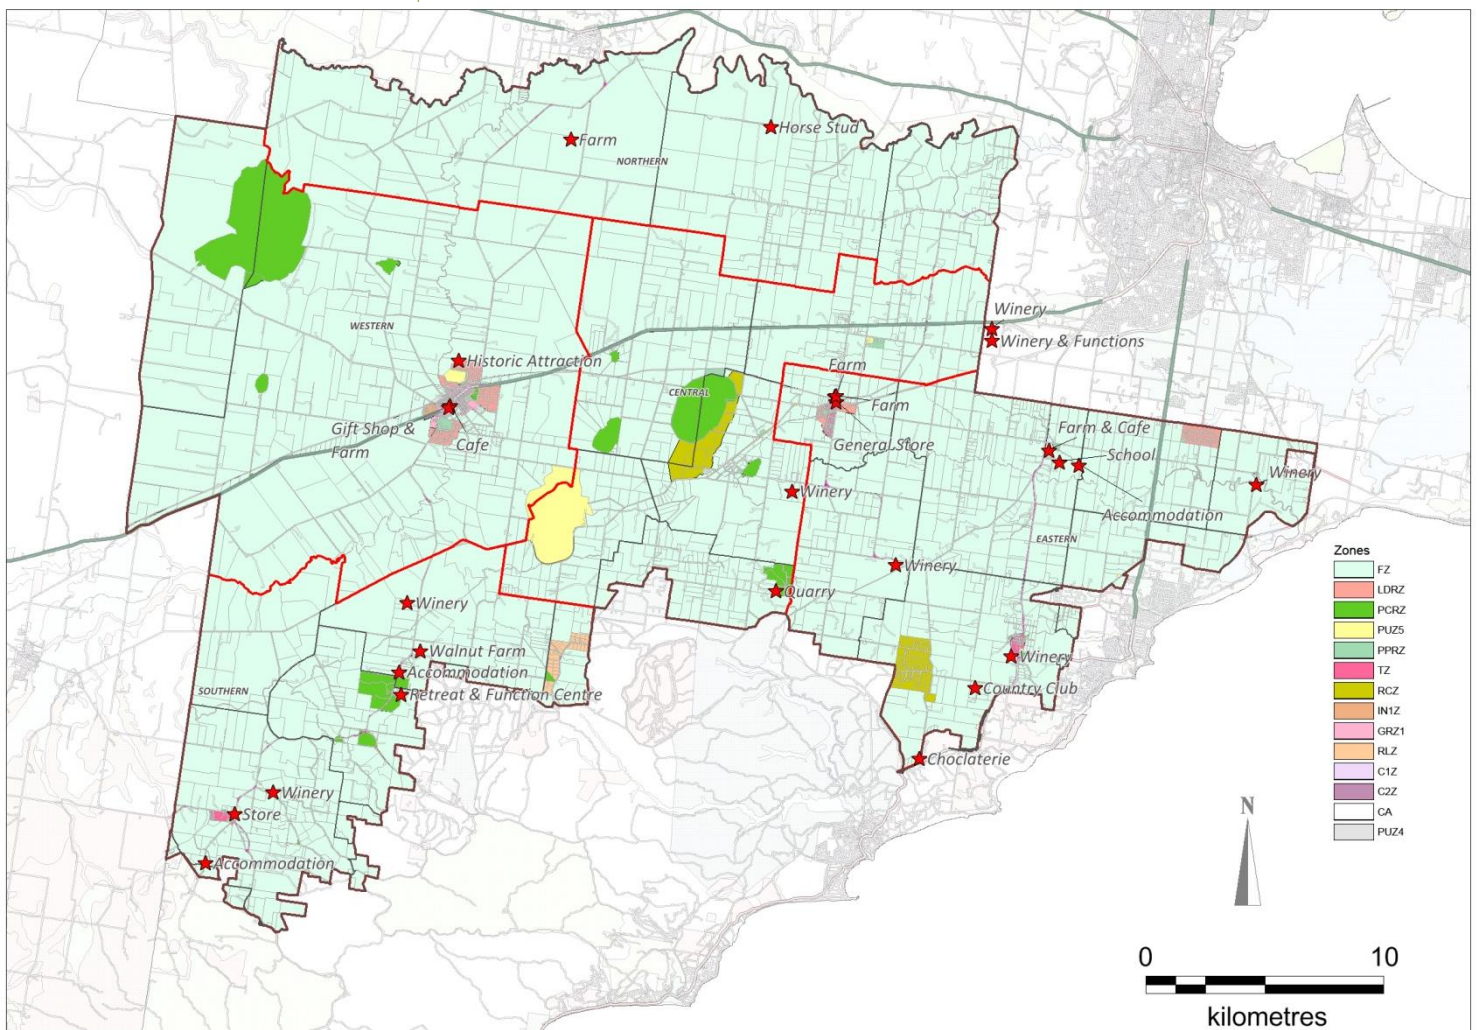 Farm
Horse Stud
NORTHERN
WESTERN
Winery
Winery & Functions
Historic Attraction
Farm
CENTRAL
Farm
Gift Shop &
Farm
Cafe
General Store
Farm & Cafe
School
Winery
Winery
Accommodation
EASTERN
Winery
Quarry
Winery
Walnut Farm
Accommodation
Retreat & Function Centre
SOUTHERN
Winery
Country Club
Choclaterie
Winery
Store
Accommodation
Zones
FZ
LDRZ
PCRZ
PUZ5
PPRZ
TZ
RCZ
IN1Z
GRZ1
RLZ
C1Z
C2Z
CA
PUZ4
N
0 10
kilometres